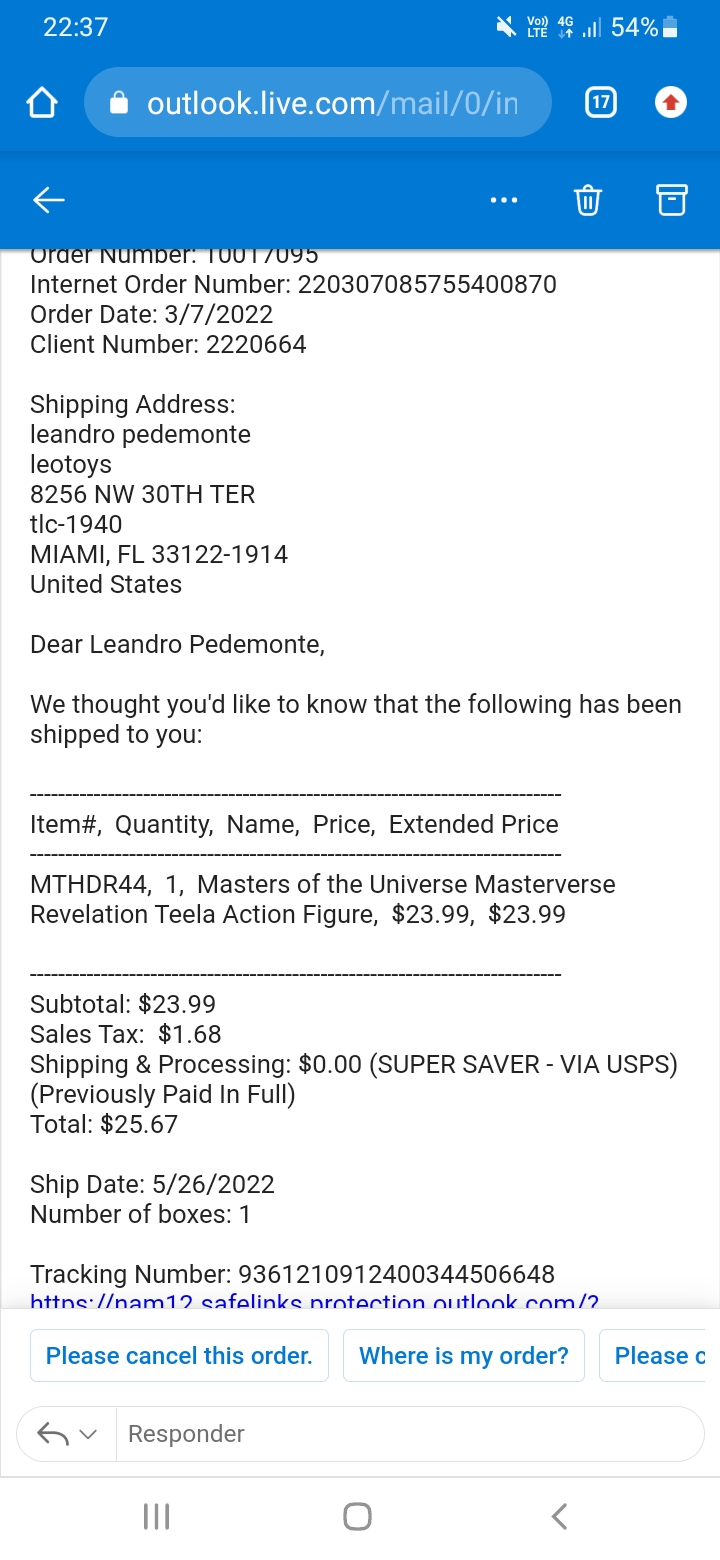 22:37
Vo)) LTE 4G 54%
outlook.live.com/mail/0/in
17
Order Number: 10017095
Internet Order Number: 220307085755400870
Order Date: 3/7/2022
Client Number: 2220664
Shipping Address:
leandro pedemonte
leotoys
8256 NW 30TH TER
tlc-1940
MIAMI, FL 33122-1914
United States
Dear Leandro Pedemonte,
We thought you'd like to know that the following has been
shipped to you:
---------------------------------------------------------------------------
Item#,  Quantity,  Name,  Price,  Extended Price
---------------------------------------------------------------------------
MTHDR44,  1,  Masters of the Universe Masterverse
Revelation Teela Action Figure,  $23.99,  $23.99
---------------------------------------------------------------------------
Subtotal: $23.99
Sales Tax:  $1.68
Shipping & Processing: $0.00 (SUPER SAVER - VIA USPS)
(Previously Paid In Full)
Total: $25.67
Ship Date: 5/26/2022
Number of boxes: 1
Tracking Number: 9361210912400344506648
https://nam12.safelinks.protection.outlook.com/?
Please cancel this order. Where is my order? Please c
Responder